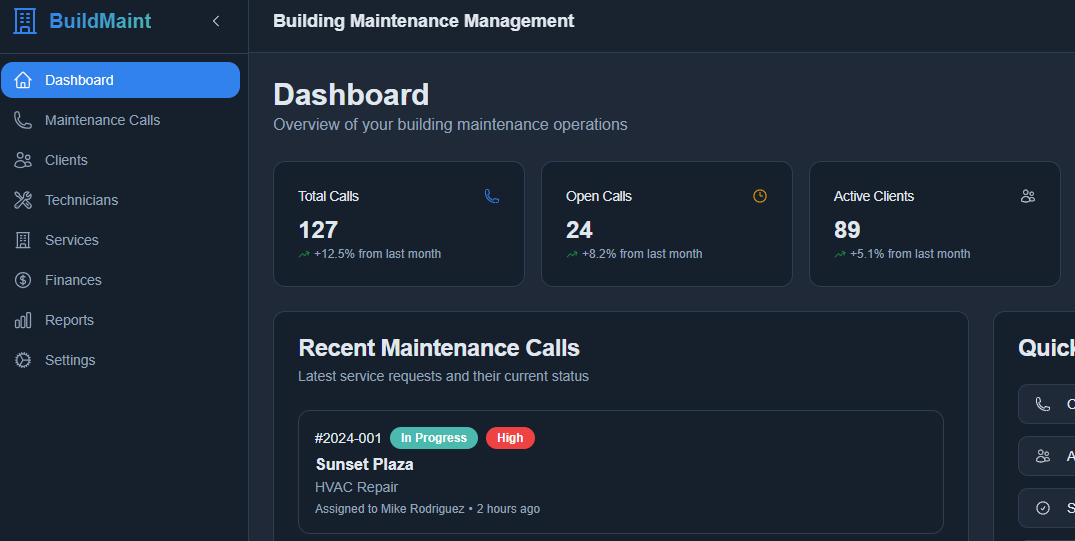 BuildMaint
Building Maintenance Management
Dashboard
Maintenance Calls
Clients
Technicians
Services
Finances
Reports
Settings
Dashboard
Overview of your building maintenance operations
Total Calls
127
+12.5% from last month
Open Calls
24
+8.2% from last month
Active Clients
89
+5.1% from last month
Recent Maintenance Calls
Latest service requests and their current status
#2024-001 In Progress High
Sunset Plaza
HVAC Repair
Assigned to Mike Rodriguez • 2 hours ago
Quick